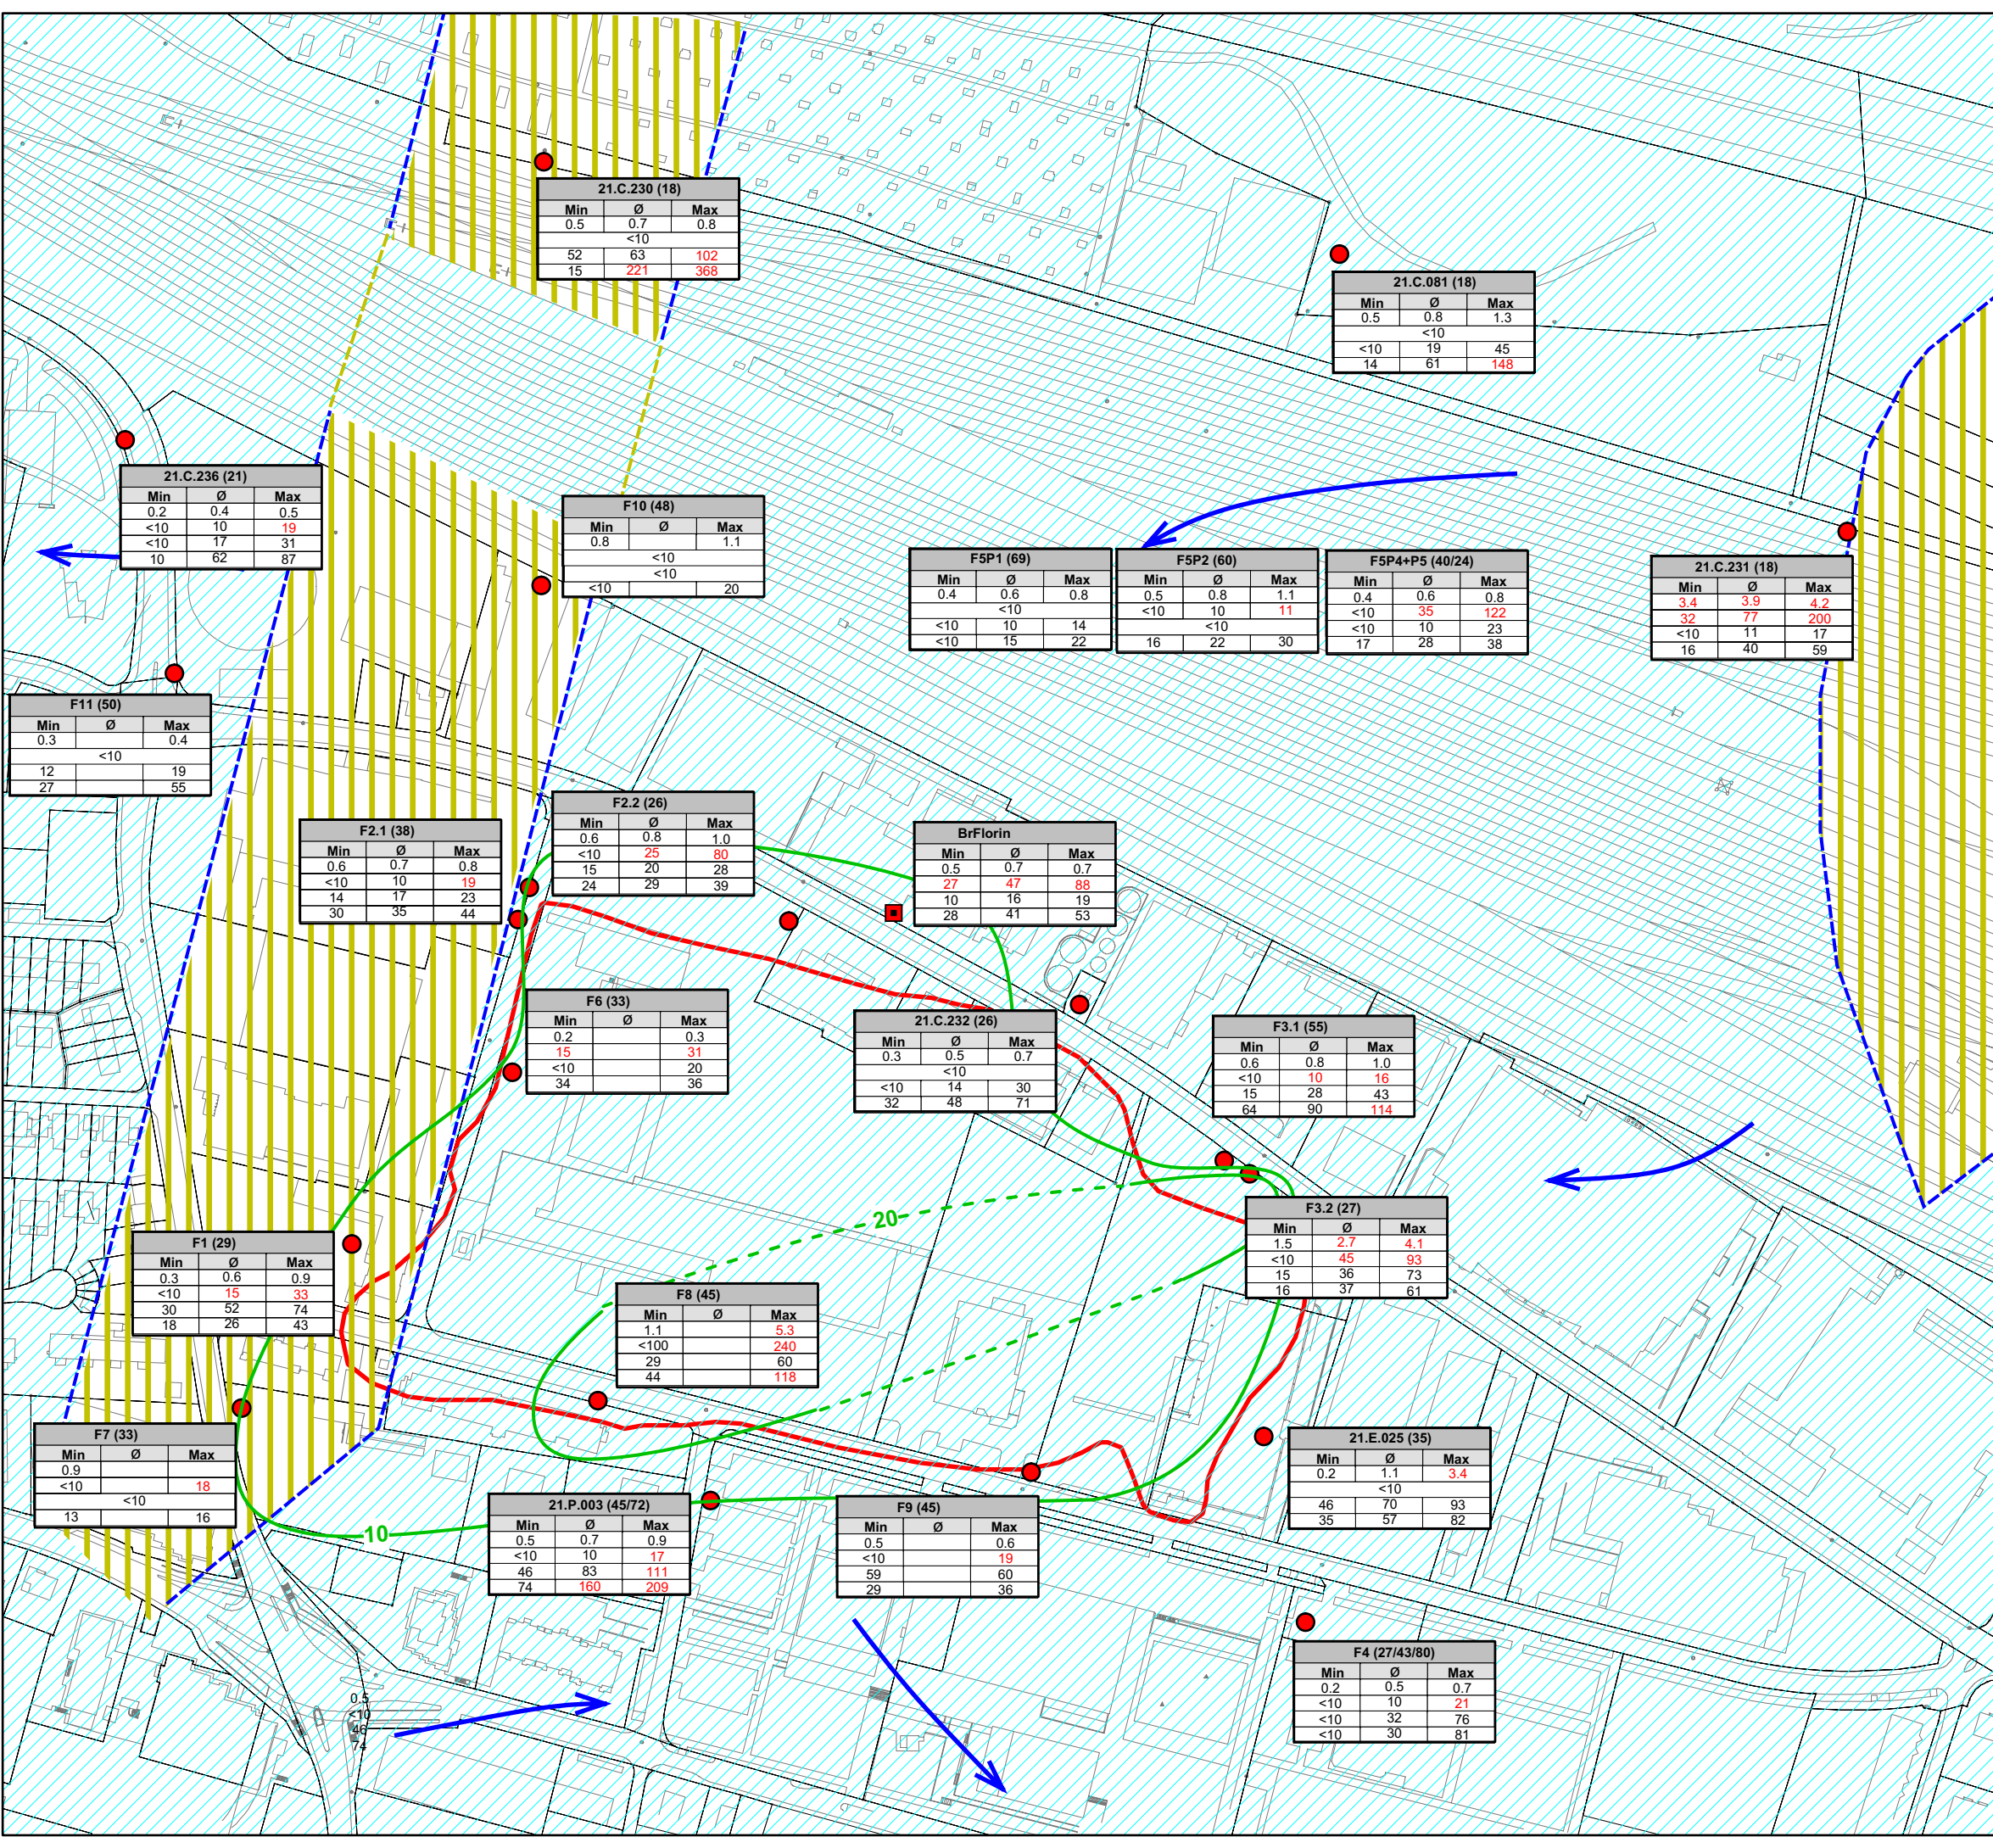 21.C.230 (18)
Min Ø Max
0.5 0.7 0.8
<10
52 63 102
15 221 368
21.C.081 (18)
Min Ø Max
0.5 0.8 1.3
<10
<10 19 45
14 61 148
21.C.236 (21)
Min Ø Max
0.2 0.4 0.5
<10 10 19
<10 17 31
10 62 87
F10 (48)
Min Ø Max
0.8 1.1
<10
<10
<10 20
F5P1 (69)
Min Ø Max
0.4 0.6 0.8
<10
<10 10 14
<10 15 22
F5P2 (60)
Min Ø Max
0.5 0.8 1.1
<10 10 11
<10
16 22 30
F5P4+P5 (40/24)
Min Ø Max
0.4 0.6 0.8
<10 35 122
<10 10 23
17 28 38
21.C.231 (18)
Min Ø Max
3.4 3.9 4.2
32 77 200
<10 11 17
16 40 59
F11 (50)
Min Ø Max
0.3 0.4
<10
12 19
27 55
F2.1 (38)
Min Ø Max
0.6 0.7 0.8
<10 10 19
14 17 23
30 35 44
F2.2 (26)
Min Ø Max
0.6 0.8 1.0
<10 25 80
15 20 28
24 29 39
BrFlorin
Min Ø Max
0.5 0.7 0.7
27 47 88
10 16 19
28 41 53
F6 (33)
Min Ø Max
0.2 0.3
15 31
<10 20
34 36
21.C.232 (26)
Min Ø Max
0.3 0.5 0.7
<10
<10 14 30
32 48 71
F3.1 (55)
Min Ø Max
0.6 0.8 1.0
<10 10 16
15 28 43
64 90 114
20
F3.2 (27)
Min Ø Max
1.5 2.7 4.1
<10 45 93
15 36 73
16 37 61
F1 (29)
Min Ø Max
0.3 0.6 0.9
<10 15 33
30 52 74
18 26 43
F8 (45)
Min Ø Max
1.1 5.3
<100 240
29 60
44 118
F7 (33)
Min Ø Max
0.9
<10 18
<10
13 16
10
21.P.003 (45/72)
Min Ø Max
0.5 0.7 0.9
<10 10 17
46 83 111
74 160 209
F9 (45)
Min Ø Max
0.5 0.6
<10 19
59 60
29 36
21.E.025 (35)
Min Ø Max
0.2 1.1 3.4
<10
46 70 93
35 57 82
F4 (27/43/80)
Min Ø Max
0.2 0.5 0.7
<10 10 21
<10 32 76
<10 30 81
0.5
<10
46
74